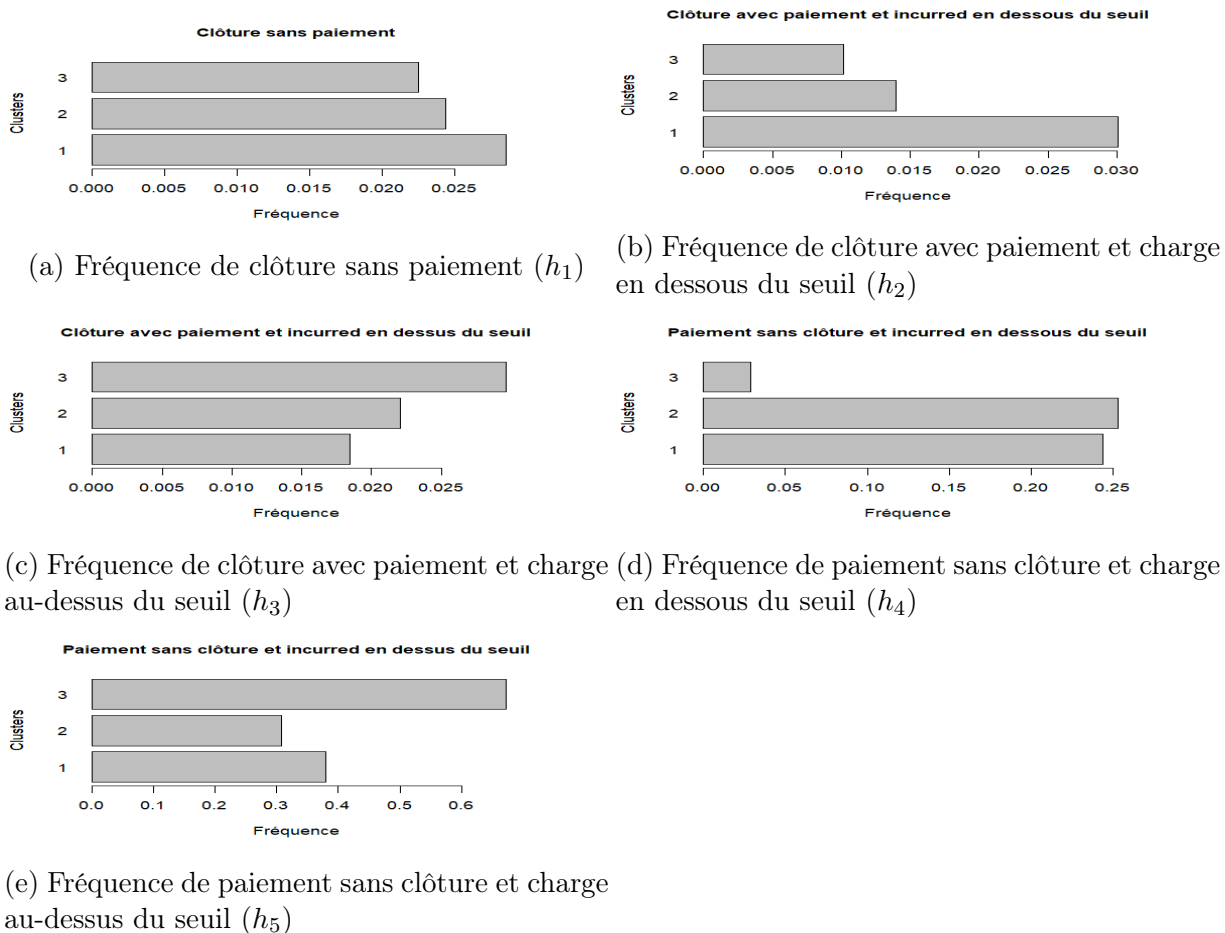 Clôture sans paiement
Clusters
3
2
1
0.000 0.005 0.010 0.015 0.020 0.025
Fréquence
(a) Fréquence de clôture sans paiement (h₁)
Clôture avec paiement et incurred en dessous du seuil
Clusters
3
2
1
0.000 0.005 0.010 0.015 0.020 0.025 0.030
Fréquence
(b) Fréquence de clôture avec paiement et charge
en dessous du seuil (h₂)
Clôture avec paiement et incurred en dessus du seuil
Clusters
3
2
1
0.000 0.005 0.010 0.015 0.020 0.025
Fréquence
(c) Fréquence de clôture avec paiement et charge
au-dessus du seuil (h₃)
Paiement sans clôture et incurred en dessous du seuil
Clusters
3
2
1
0.00 0.05 0.10 0.15 0.20 0.25
Fréquence
(d) Fréquence de paiement sans clôture et charge
en dessous du seuil (h₄)
Paiement sans clôture et incurred en dessus du seuil
Clusters
3
2
1
0.0 0.1 0.2 0.3 0.4 0.5 0.6
Fréquence
(e) Fréquence de paiement sans clôture et charge
au-dessus du seuil (h₅)